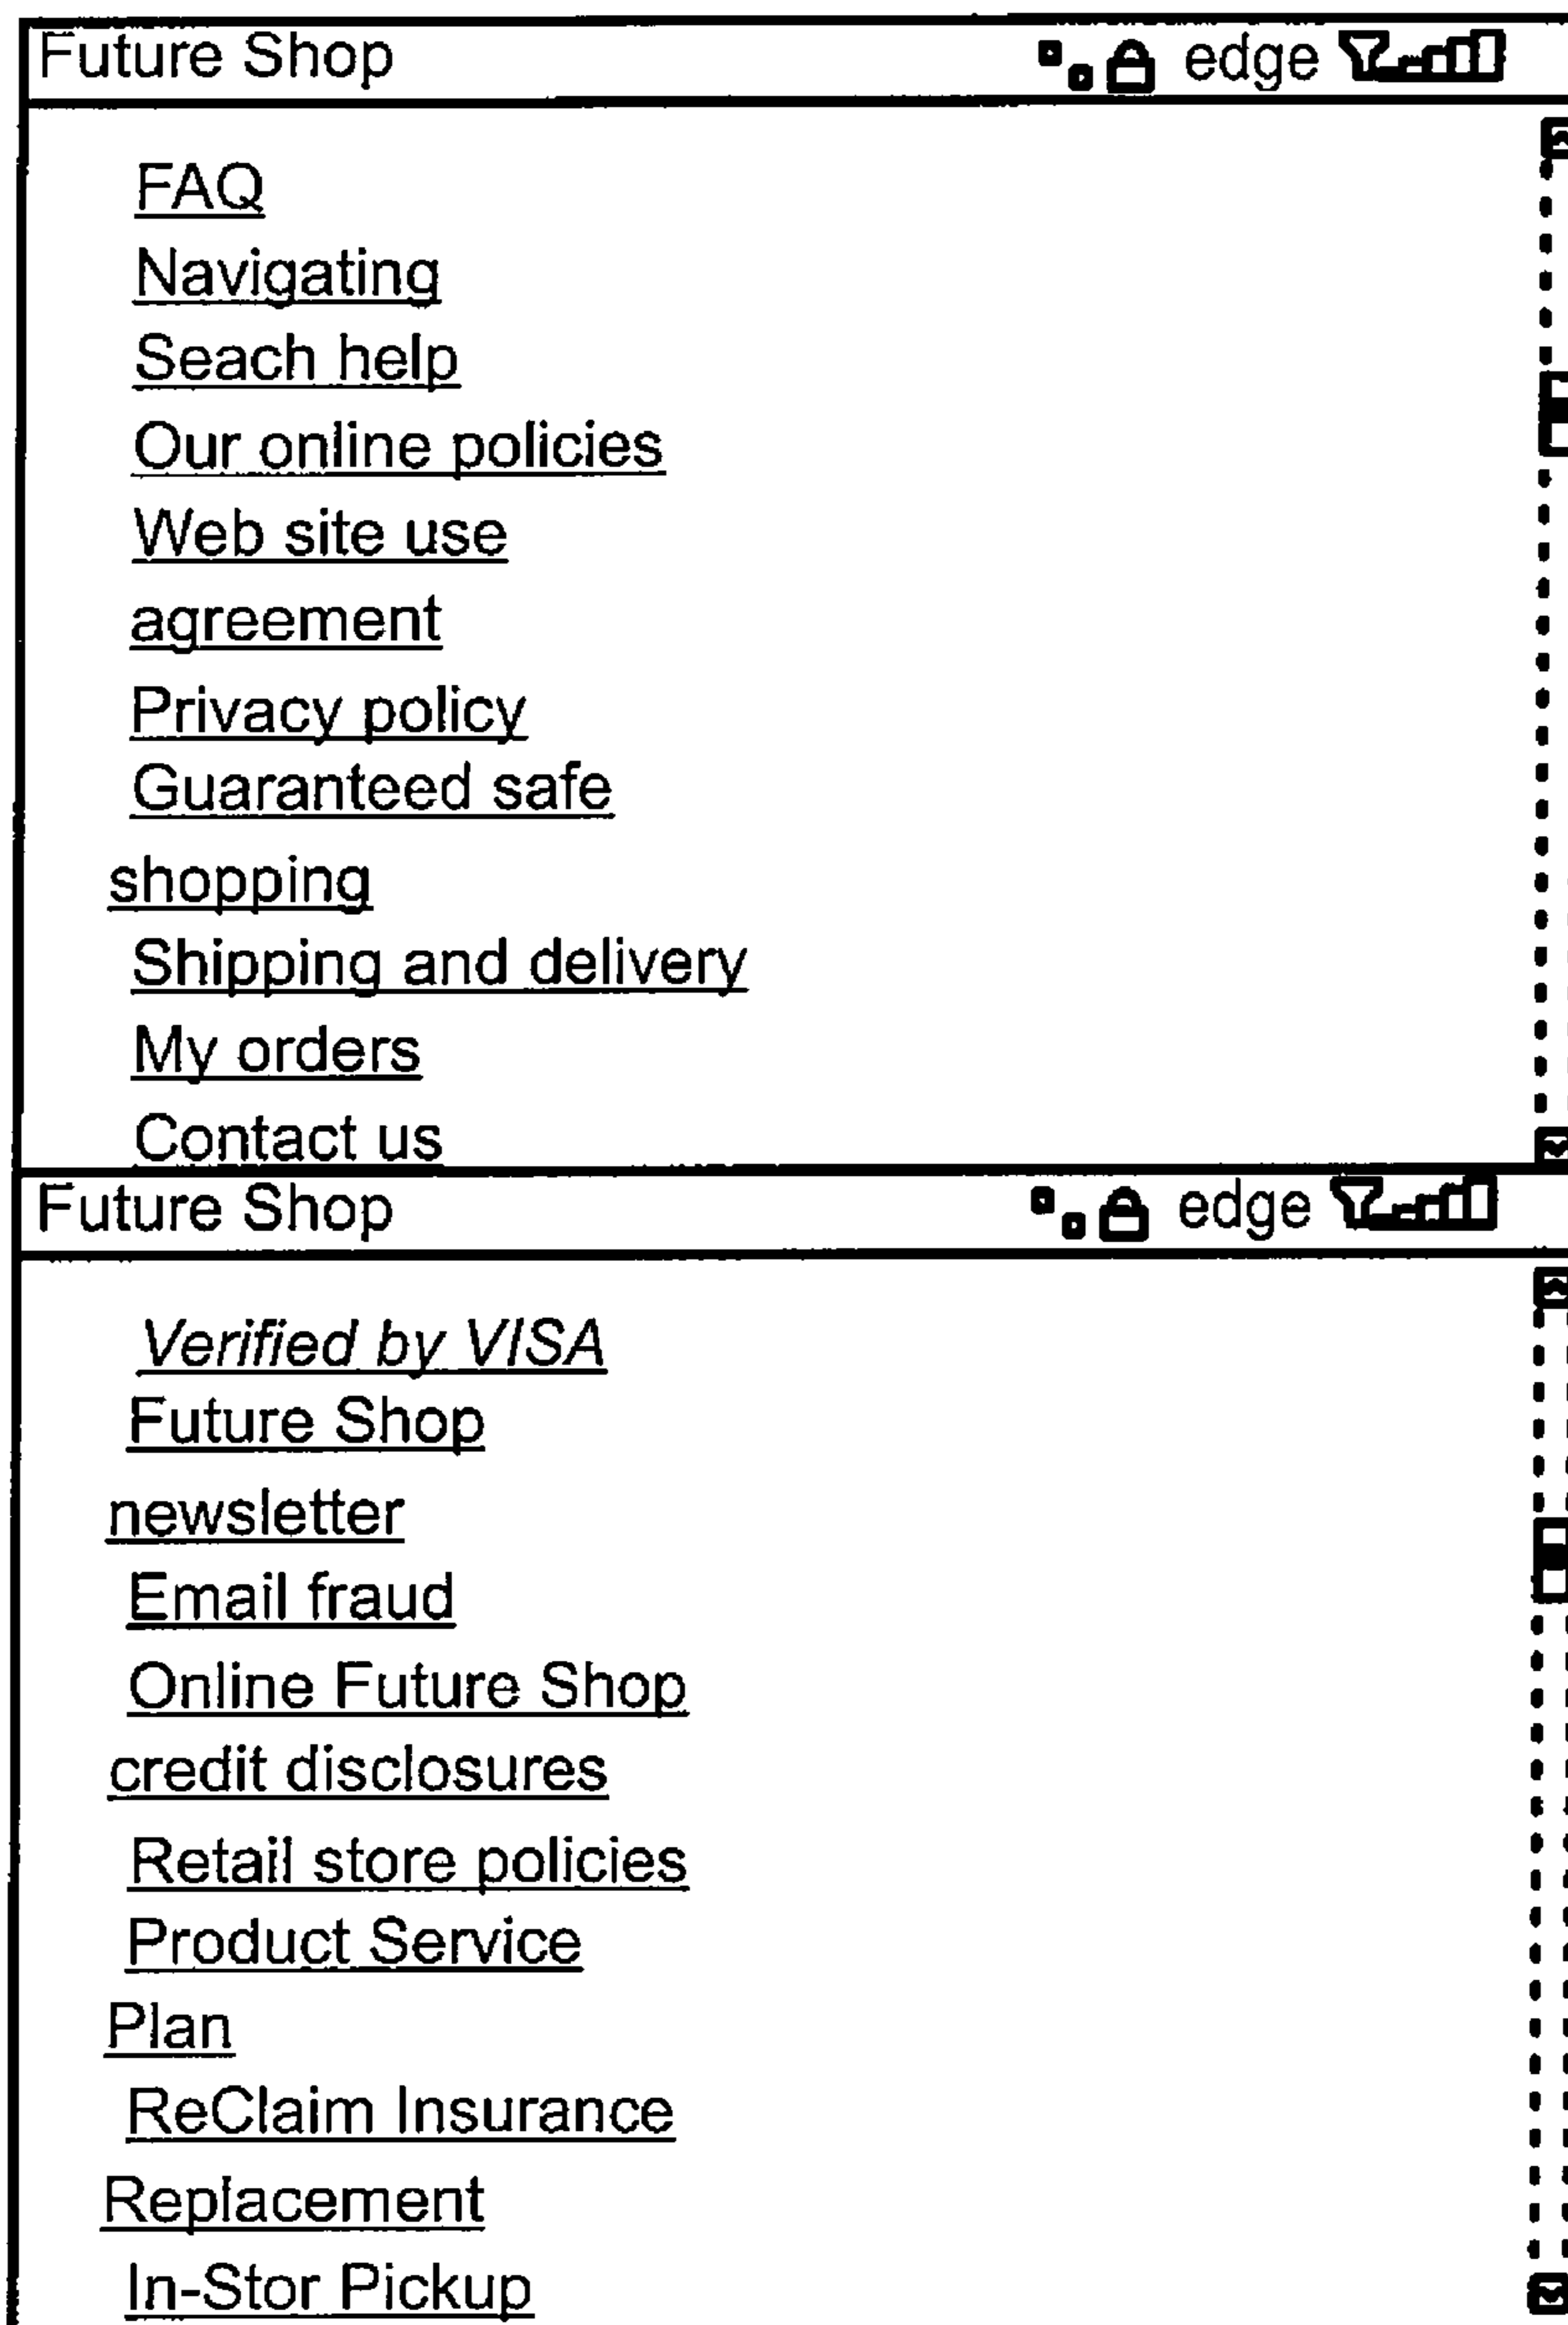 Future Shop edge
FAQ
Navigating
Seach help
Our online policies
Web site use
agreement
Privacy policy
Guaranteed safe
shopping
Shipping and delivery
My orders
Contact us
Future Shop edge
Verified by VISA
Future Shop
newsletter
Email fraud
Online Future Shop
credit disclosures
Retail store policies
Product Service
Plan
ReClaim Insurance
Replacement
In-Stor Pickup